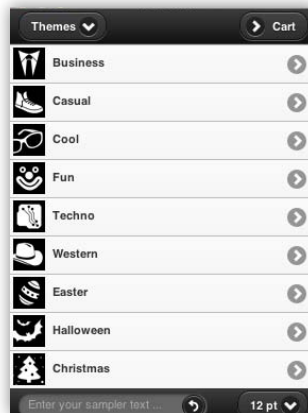 Themes
Cart
Business
Casual
Cool
Fun
Techno
Western
Easter
Halloween
Christmas
Enter your sampler text ...
12 pt